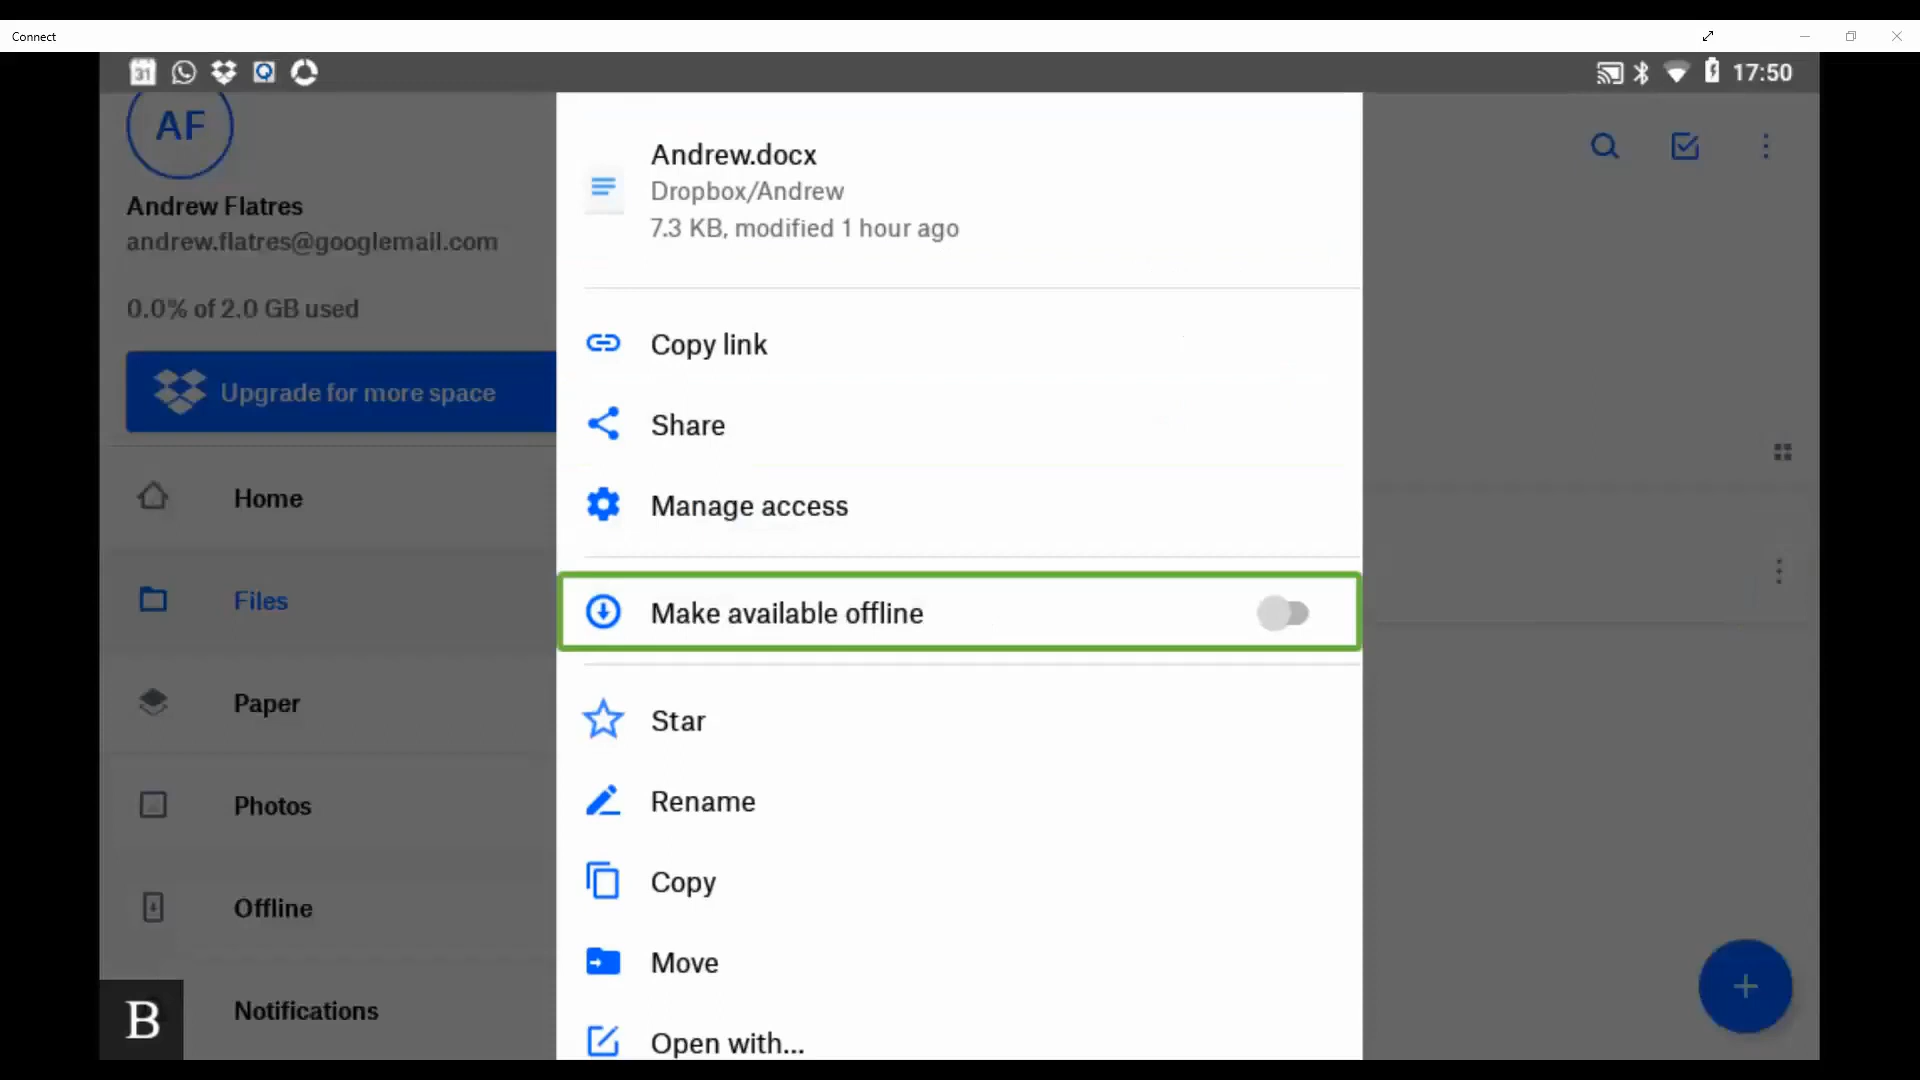 Connect
31
17:50
AF
Andrew Flatres
andrew.flatres@googlemail.com
0.0% of 2.0 GB used
Upgrade for more space
Home
Files
Paper
Photos
Offline
Notifications
B
Andrew.docx
Dropbox/Andrew
7.3 KB, modified 1 hour ago
Copy link
Share
Manage access
Make available offline
Star
Rename
Copy
Move
Open with...